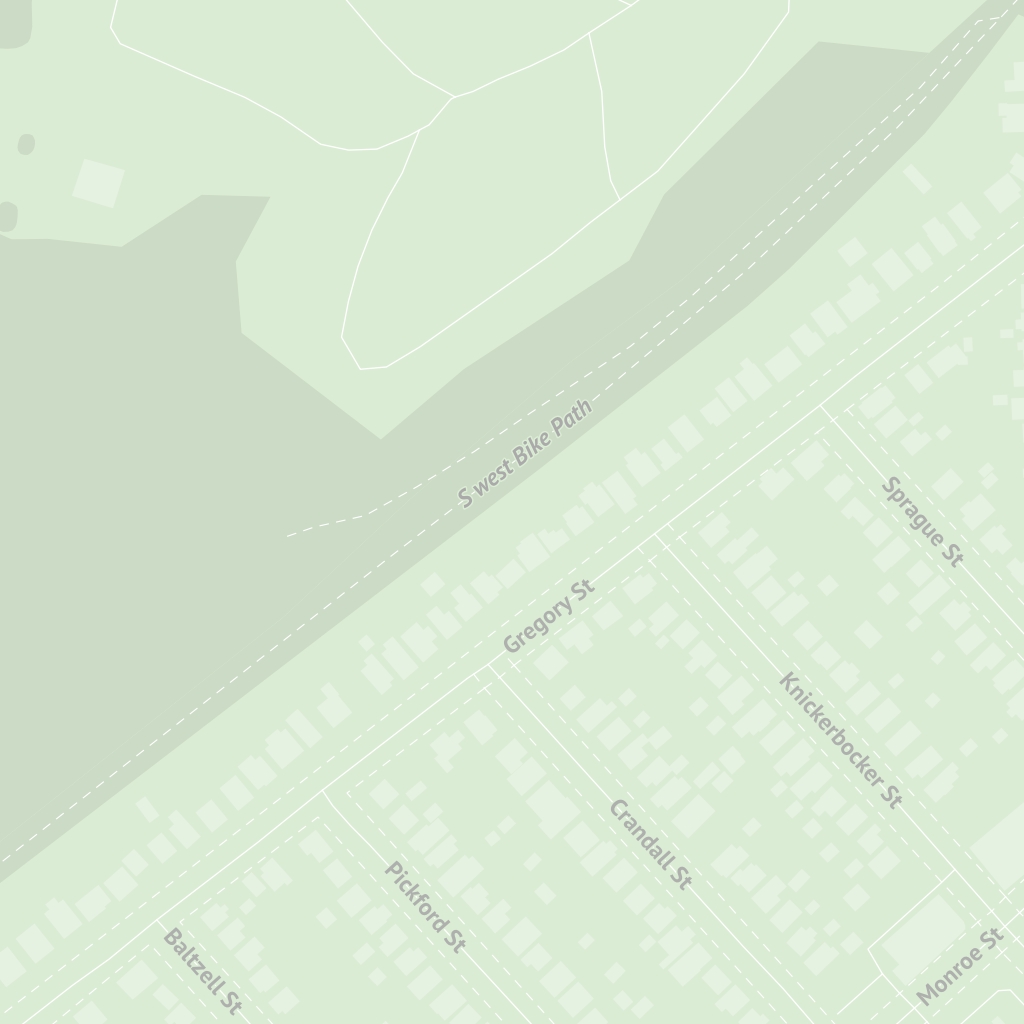 S west Bike Path
Sprague St
Gregory St
Knickerbocker St
Crandall St
Pickford St
Baltzell St
Monroe St